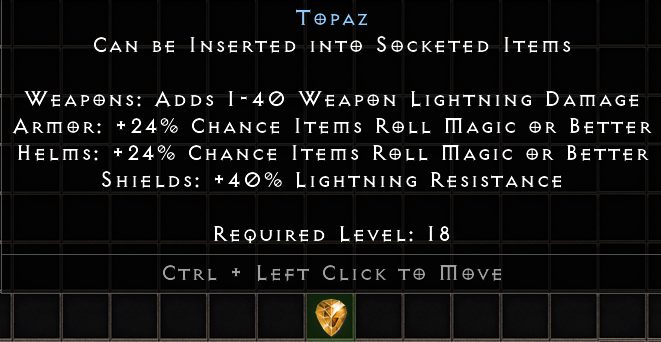 Topaz
Can be Inserted into Socketed Items
Weapons: Adds 1-40 Weapon Lightning Damage
Armor: +24% Chance Items Roll Magic or Better
Helms: +24% Chance Items Roll Magic or Better
Shields: +40% Lightning Resistance
Required Level: 18
Ctrl + Left Click to Move